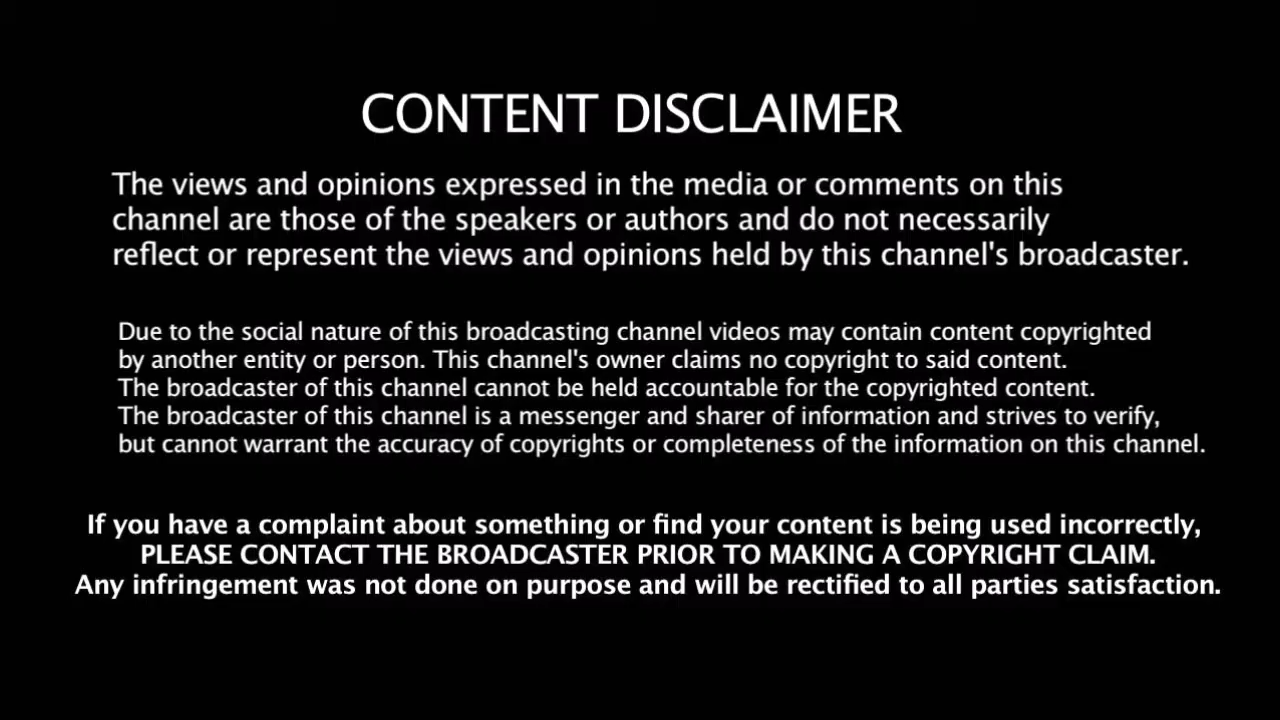 CONTENT DISCLAIMER
The views and opinions expressed in the media or comments on this
channel are those of the speakers or authors and do not necessarily
reflect or represent the views and opinions held by this channel's broadcaster.
Due to the social nature of this broadcasting channel videos may contain content copyrighted
by another entity or person. This channel's owner claims no copyright to said content.
The broadcaster of this channel cannot be held accountable for the copyrighted content.
The broadcaster of this channel is a messenger and sharer of information and strives to verify,
but cannot warrant the accuracy of copyrights or completeness of the information on this channel.
If you have a complaint about something or find your content is being used incorrectly,
PLEASE CONTACT THE BROADCASTER PRIOR TO MAKING A COPYRIGHT CLAIM.
Any infringement was not done on purpose and will be rectified to all parties satisfaction.